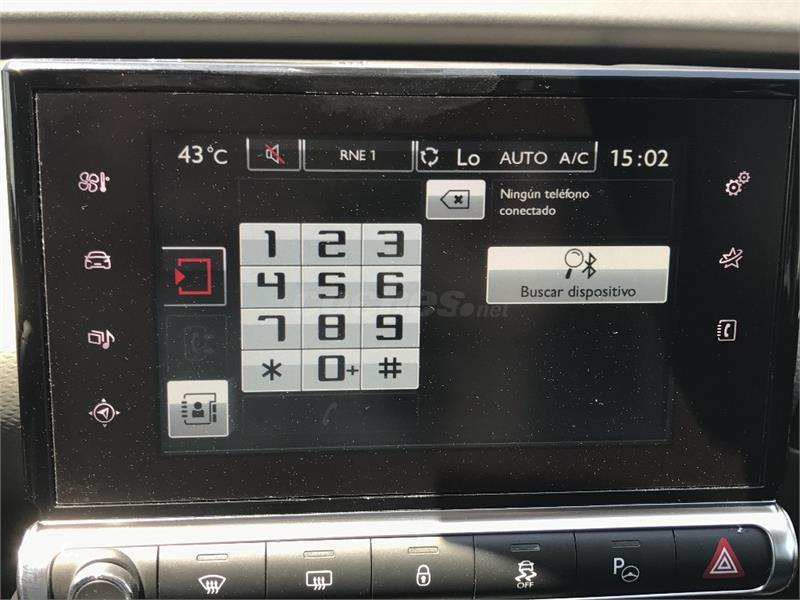 43°C
RNE 1
Lo AUTO A/C
15:02
Ningún teléfono
conectado
1 2 3
4 5 6
7 8 9
* 0+ #
Buscar dispositivo
.net
OFF
P